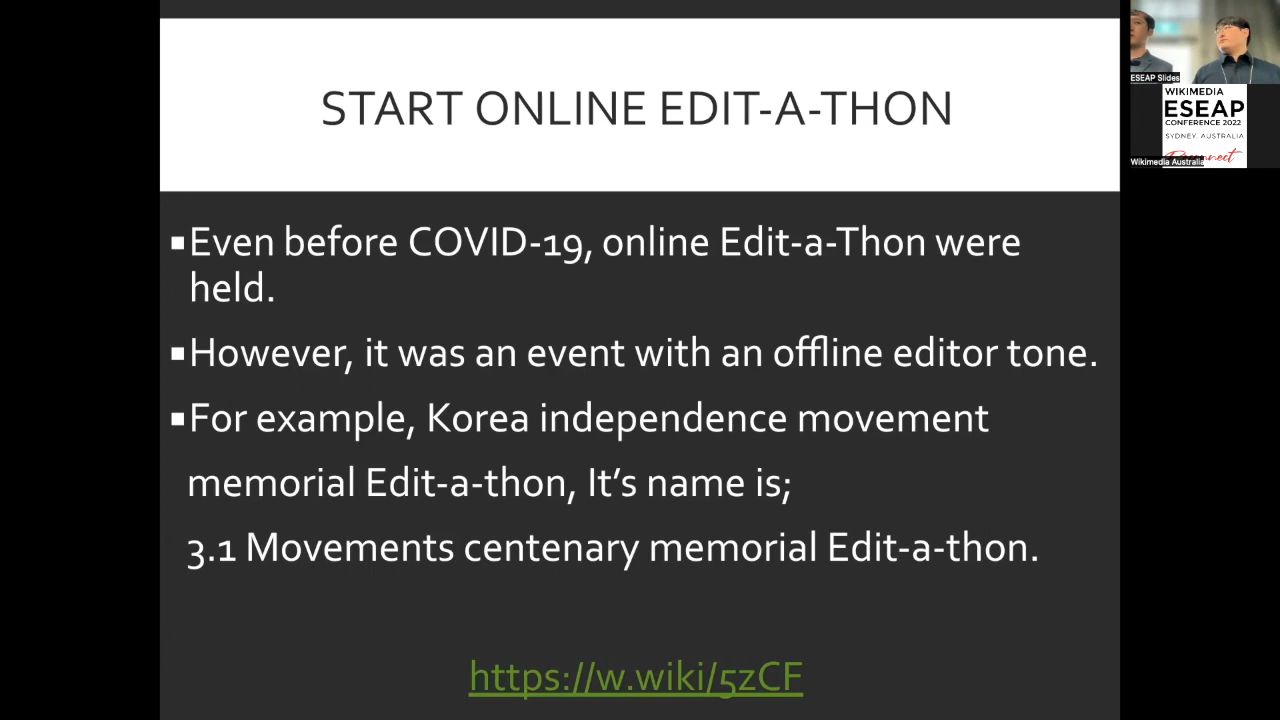 START ONLINE EDIT-A-THON
▪Even before COVID-19, online Edit-a-Thon were
held.
▪However, it was an event with an offline editor tone.
▪For example, Korea independence movement
memorial Edit-a-thon, It’s name is;
3.1 Movements centenary memorial Edit-a-thon.
https://w.wiki/5zCF
ESEAP Slides
WIKIMEDIA
ESEAP
CONFERENCE 2022
SYDNEY, AUSTRALIA
Wikimedia Australia